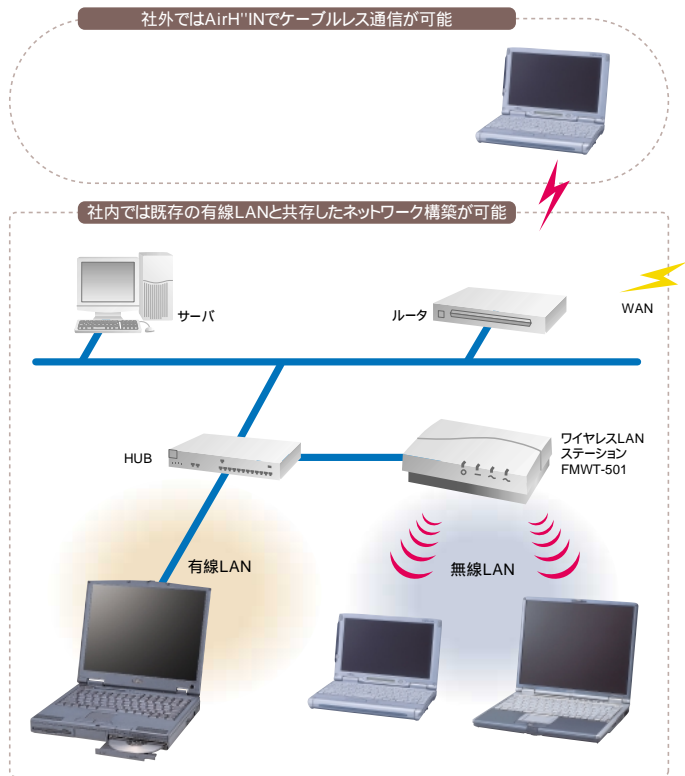 社外ではAirH"INでケーブルレス通信が可能
社内では既存の有線LANと共存したネットワーク構築が可能
サーバ
ルータ
WAN
HUB
ワイヤレスLAN
ステーション
FMWT-501
有線LAN
無線LAN